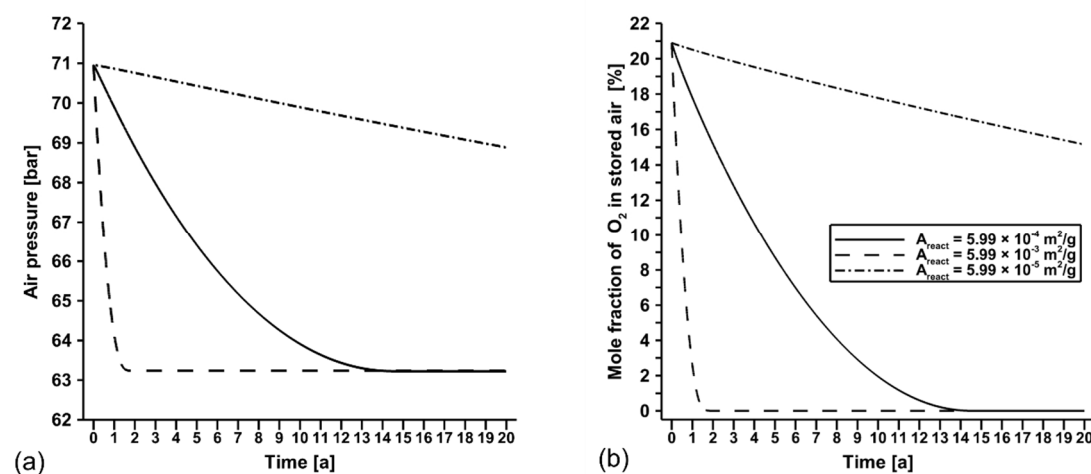 72
71
70
69
68
67
66
65
64
63
62
0 1 2 3 4 5 6 7 8 9 10 11 12 13 14 15 16 17 18 19 20
Air pressure [bar]
Time [a]
(a)
22
20
18
16
14
12
10
8
6
4
2
0
0 1 2 3 4 5 6 7 8 9 10 11 12 13 14 15 16 17 18 19 20
Mole fraction of O₂ in stored air [%]
Time [a]
(b)
A_react = 5.99 × 10⁻⁴ m²/g
A_react = 5.99 × 10⁻³ m²/g
A_react = 5.99 × 10⁻⁵ m²/g